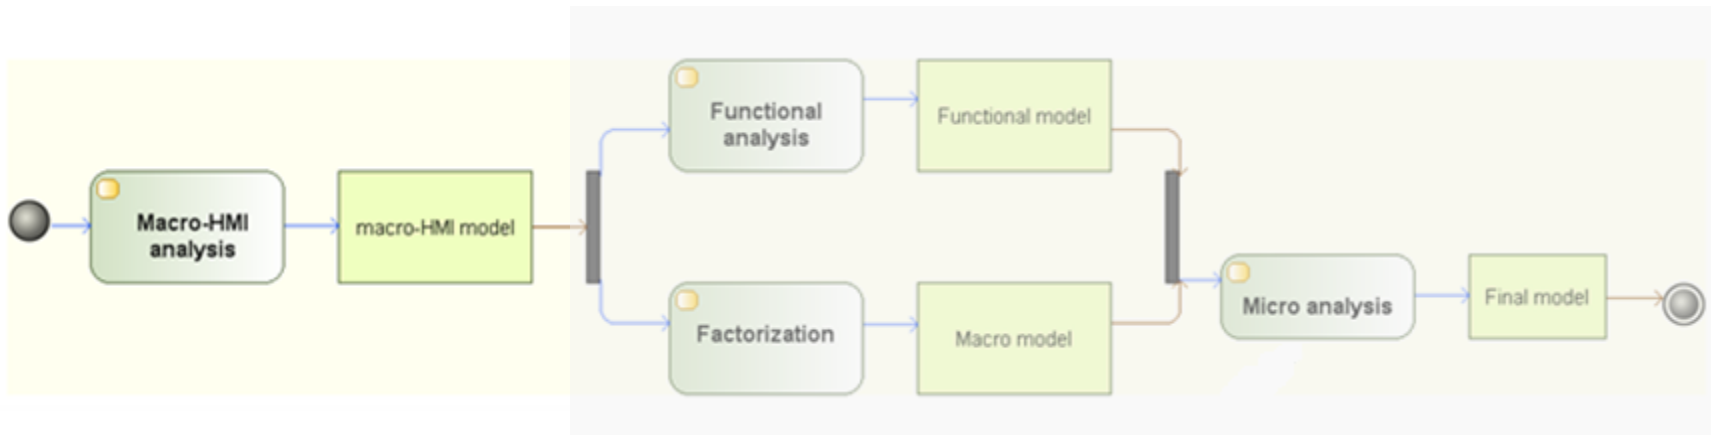 Macro-HMI
analysis
macro-HMI model
Functional
analysis
Functional model
Factorization
Macro model
Micro analysis
Final model